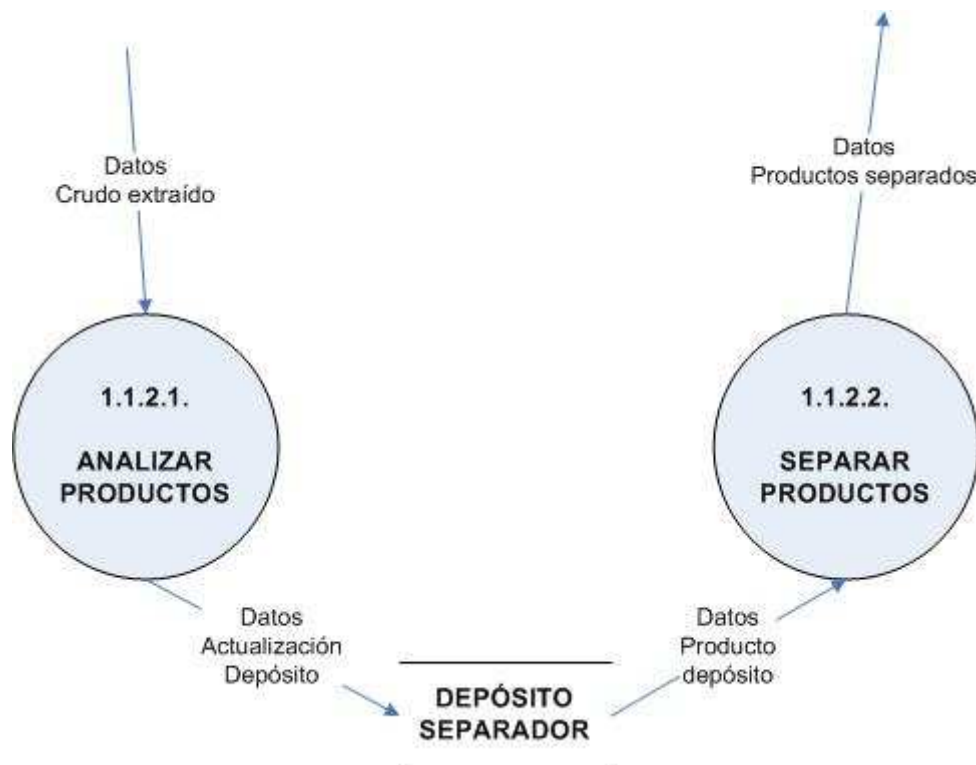 Datos
Crudo extraído
Datos
Productos separados
1.1.2.1.
ANALIZAR
PRODUCTOS
1.1.2.2.
SEPARAR
PRODUCTOS
Datos
Actualización
Depósito
Datos
Producto
depósito
DEPÓSITO
SEPARADOR